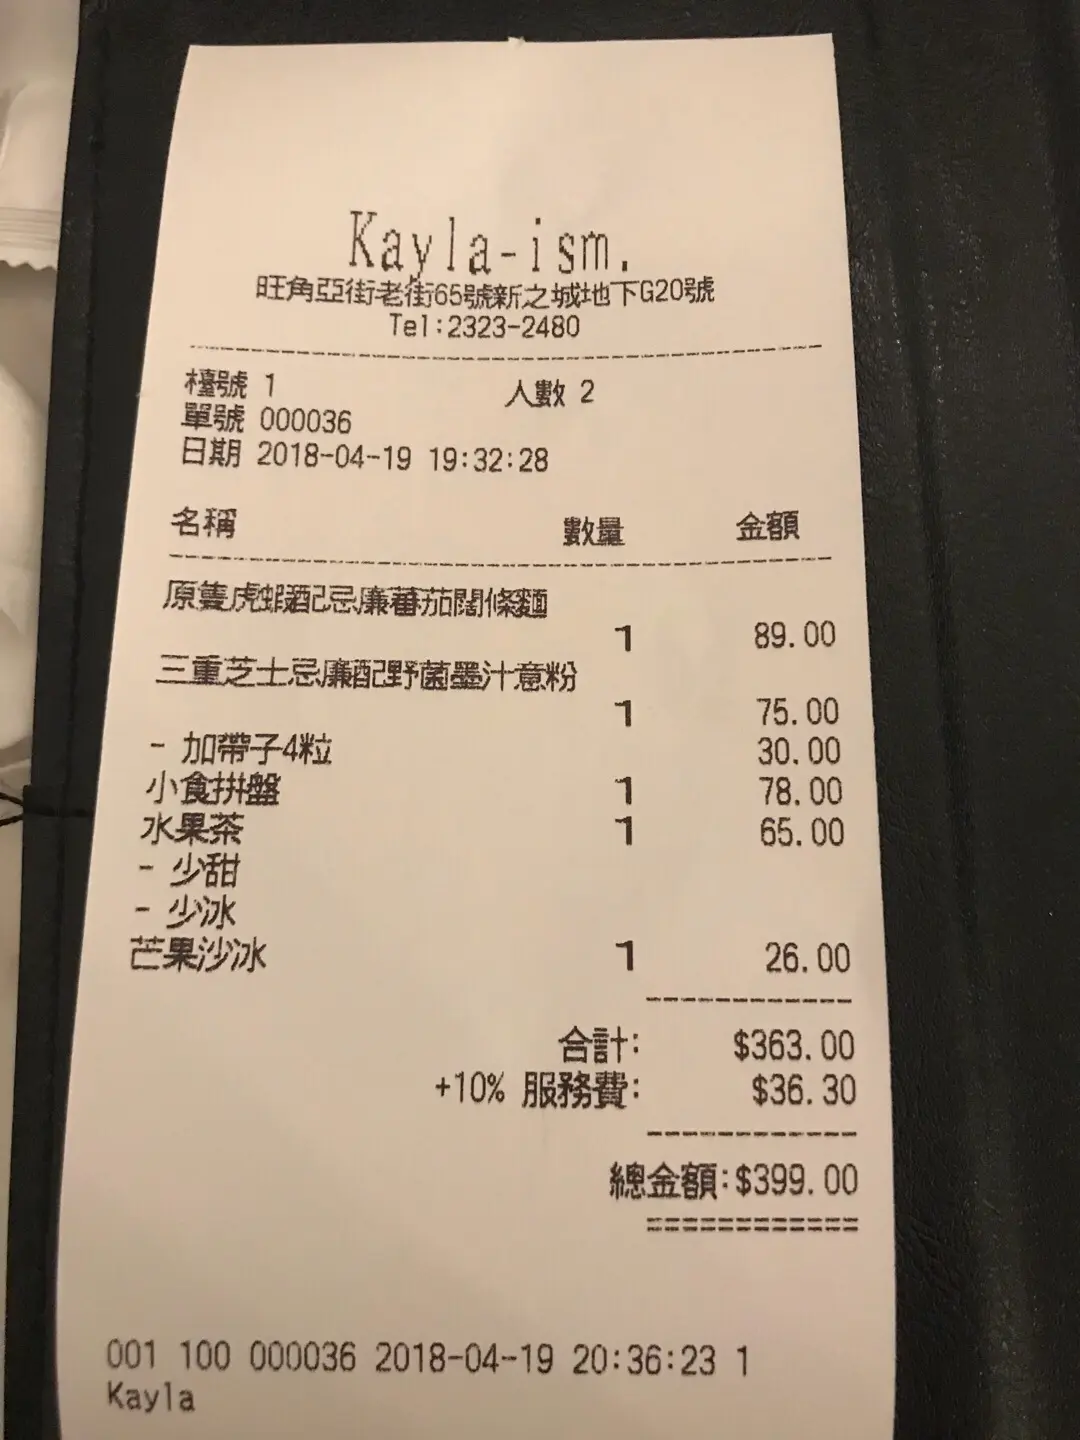 Kayla-ism.
旺角亞街老街65號新之城地下G20號
Tel:2323-2480
檯號 1 人數 2
單號 000036
日期 2018-04-19 19:32:28
名稱 數量 金額
原隻虎蝦配忌廉蕃茄闊條麵
1 89.00
三重芝士忌廉配野菌墨汁意粉
1 75.00
- 加帶子4粒 30.00
小食拼盤 1 78.00
水果茶 1 65.00
- 少甜
- 少冰
芒果沙冰 1 26.00
合計: $363.00
+10% 服務費: $36.30
總金額:$399.00
001 100 000036 2018-04-19 20:36:23 1
Kayla